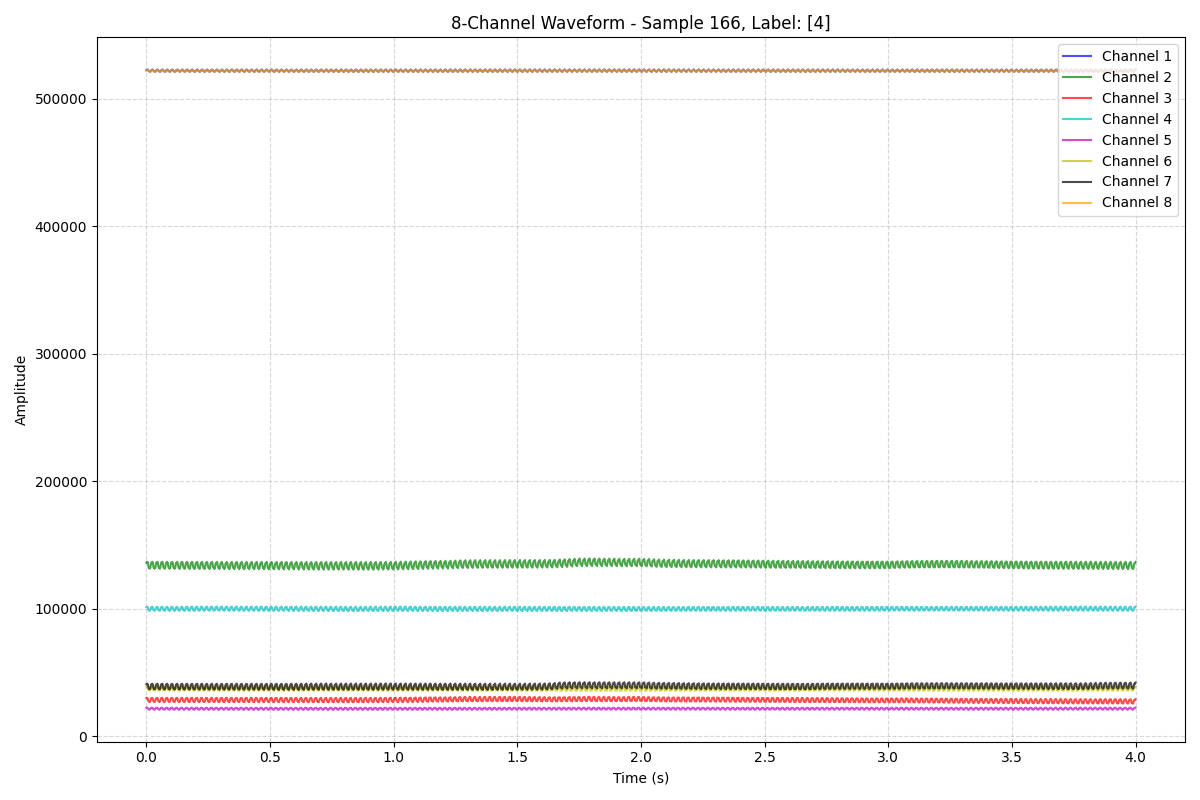 8-Channel Waveform - Sample 166, Label: [4]
Channel 1
Channel 2
Channel 3
Channel 4
Channel 5
Channel 6
Channel 7
Channel 8
500000
400000
300000
200000
100000
0
Amplitude
0.0 0.5 1.0 1.5 2.0 2.5 3.0 3.5 4.0
Time (s)